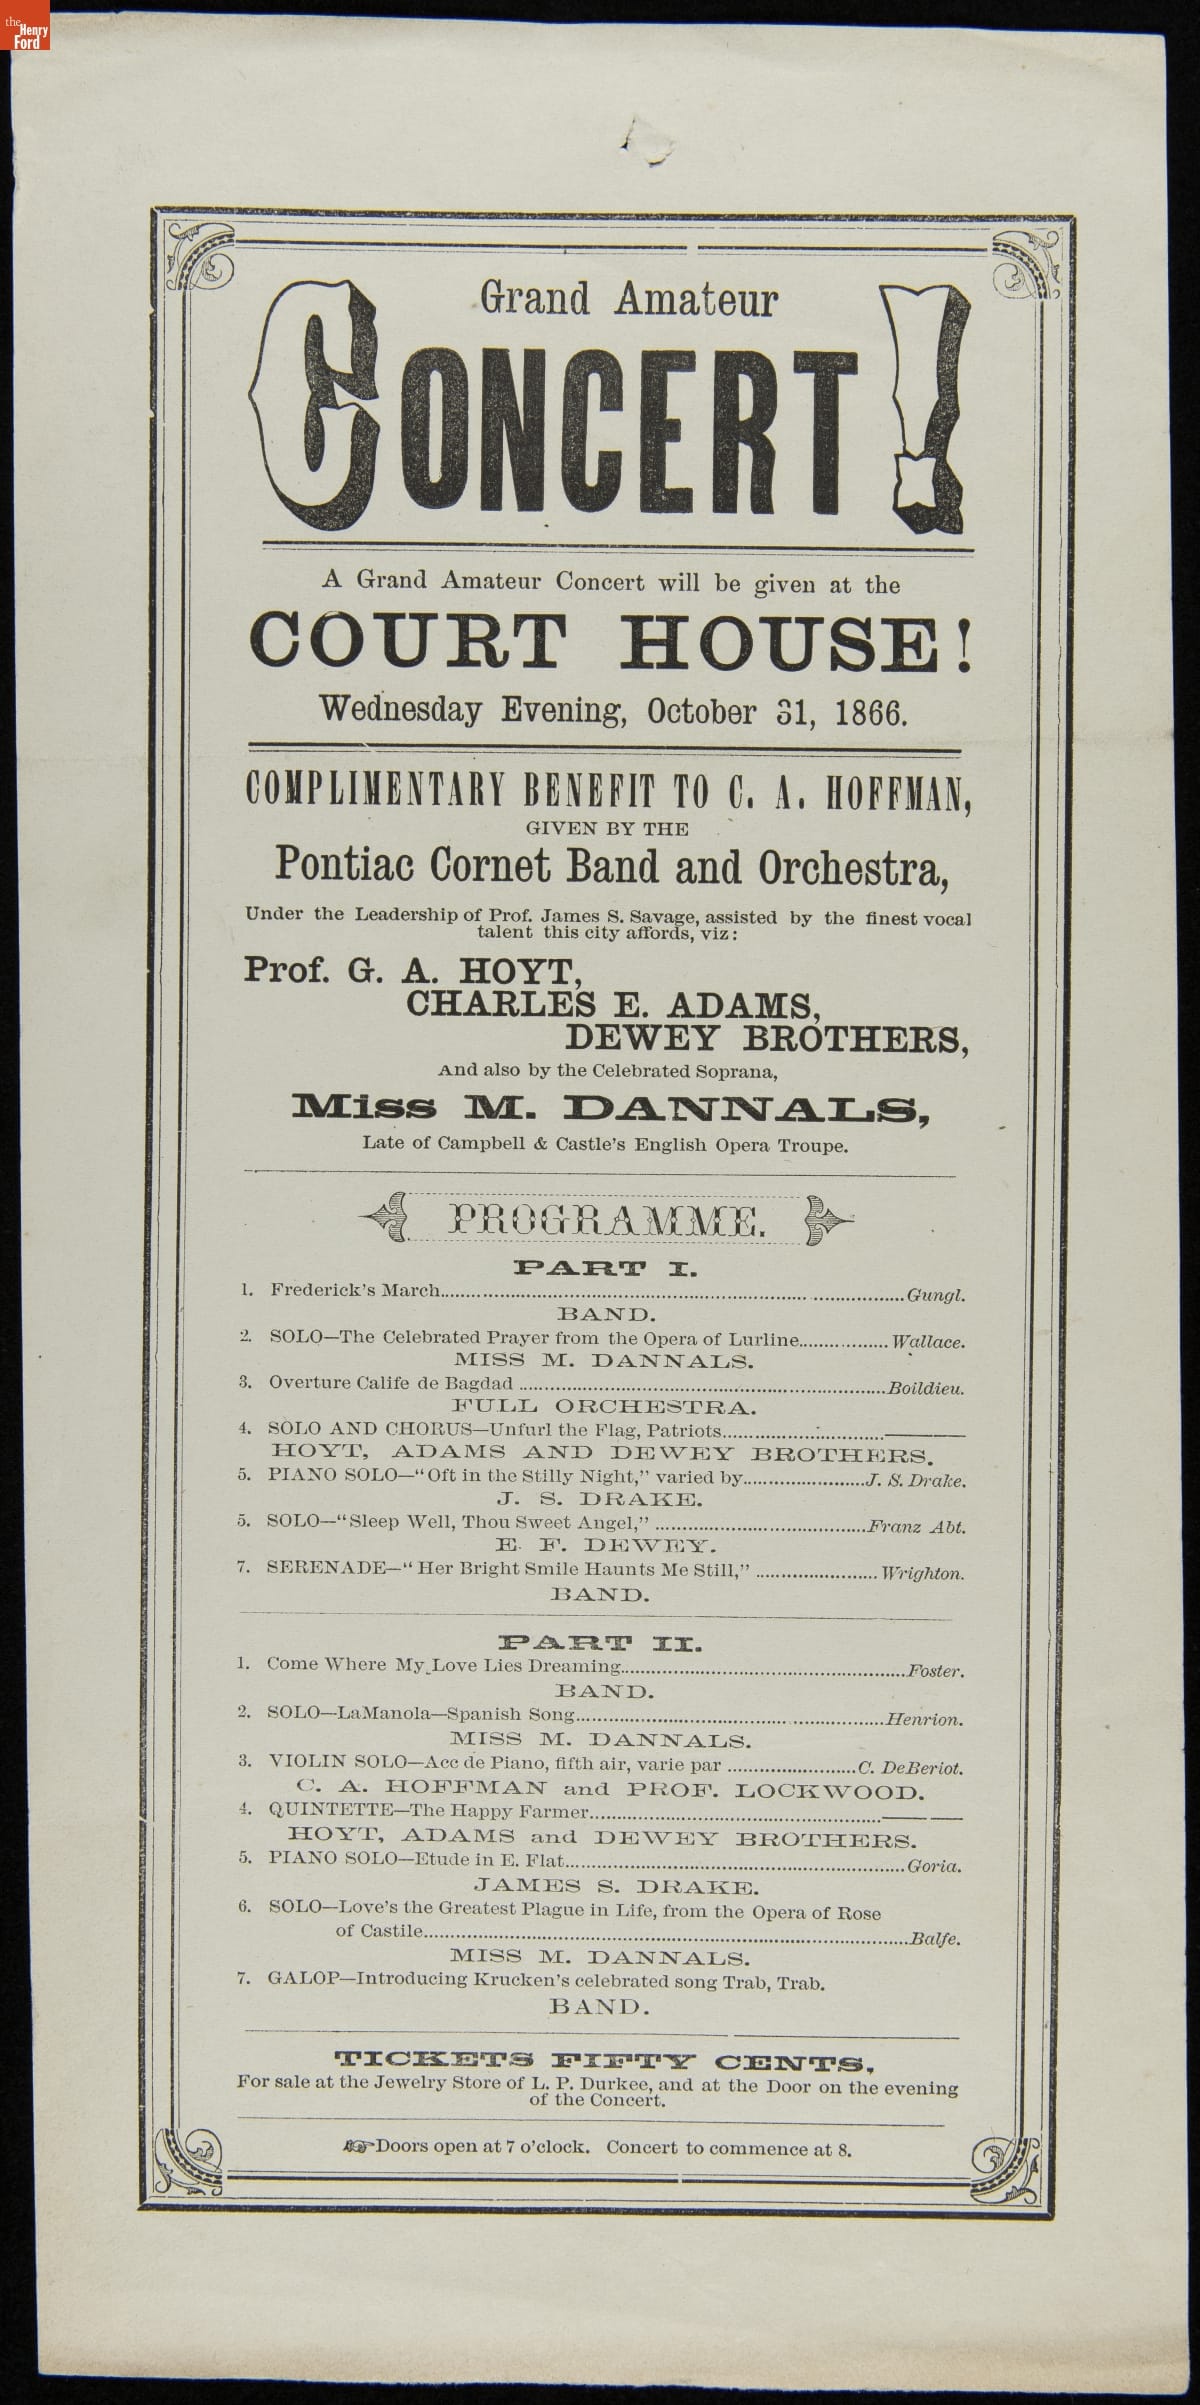 the
Henry
Ford
Grand Amateur
CONCERT!
A Grand Amateur Concert will be given at the
COURT HOUSE!
Wednesday Evening, October 31, 1866.
COMPLIMENTARY BENEFIT TO C. A. HOFFMAN,
GIVEN BY THE
Pontiac Cornet Band and Orchestra,
Under the Leadership of Prof. James S. Savage, assisted by the finest vocal
talent this city affords, viz:
Prof. G. A. HOYT,
CHARLES E. ADAMS,
DEWEY BROTHERS,
And also by the Celebrated Soprana,
Miss M. DANNALS,
Late of Campbell & Castle's English Opera Troupe.
PROGRAMME.
PART I.
1. Frederick's March........Gungl.
BAND.
2. SOLO—The Celebrated Prayer from the Opera of Lurline........Wallace.
MISS M. DANNALS.
3. Overture Calife de Bagdad ........Boildieu.
FULL ORCHESTRA.
4. SOLO AND CHORUS—Unfurl the Flag, Patriots........———
HOYT, ADAMS AND DEWEY BROTHERS.
5. PIANO SOLO—"Oft in the Stilly Night," varied by........J. S. Drake.
J. S. DRAKE.
5. SOLO—"Sleep Well, Thou Sweet Angel," ........Franz Abt.
E. F. DEWEY.
7. SERENADE—"Her Bright Smile Haunts Me Still," ........Wrighton.
BAND.
PART II.
1. Come Where My Love Lies Dreaming........Foster.
BAND.
2. SOLO—LaManola—Spanish Song........Henrion.
MISS M. DANNALS.
3. VIOLIN SOLO—Acc de Piano, fifth air, varie par ........C. DeBeriot.
C. A. HOFFMAN and PROF. LOCKWOOD.
4. QUINTETTE—The Happy Farmer........———
HOYT, ADAMS and DEWEY BROTHERS.
5. PIANO SOLO—Etude in E. Flat........Goria.
JAMES S. DRAKE.
6. SOLO—Love's the Greatest Plague in Life, from the Opera of Rose
of Castile........Balfe.
MISS M. DANNALS.
7. GALOP—Introducing Krucken's celebrated song Trab, Trab.
BAND.
TICKETS FIFTY CENTS,
For sale at the Jewelry Store of L. P. Durkee, and at the Door on the evening
of the Concert.
☞Doors open at 7 o'clock. Concert to commence at 8.